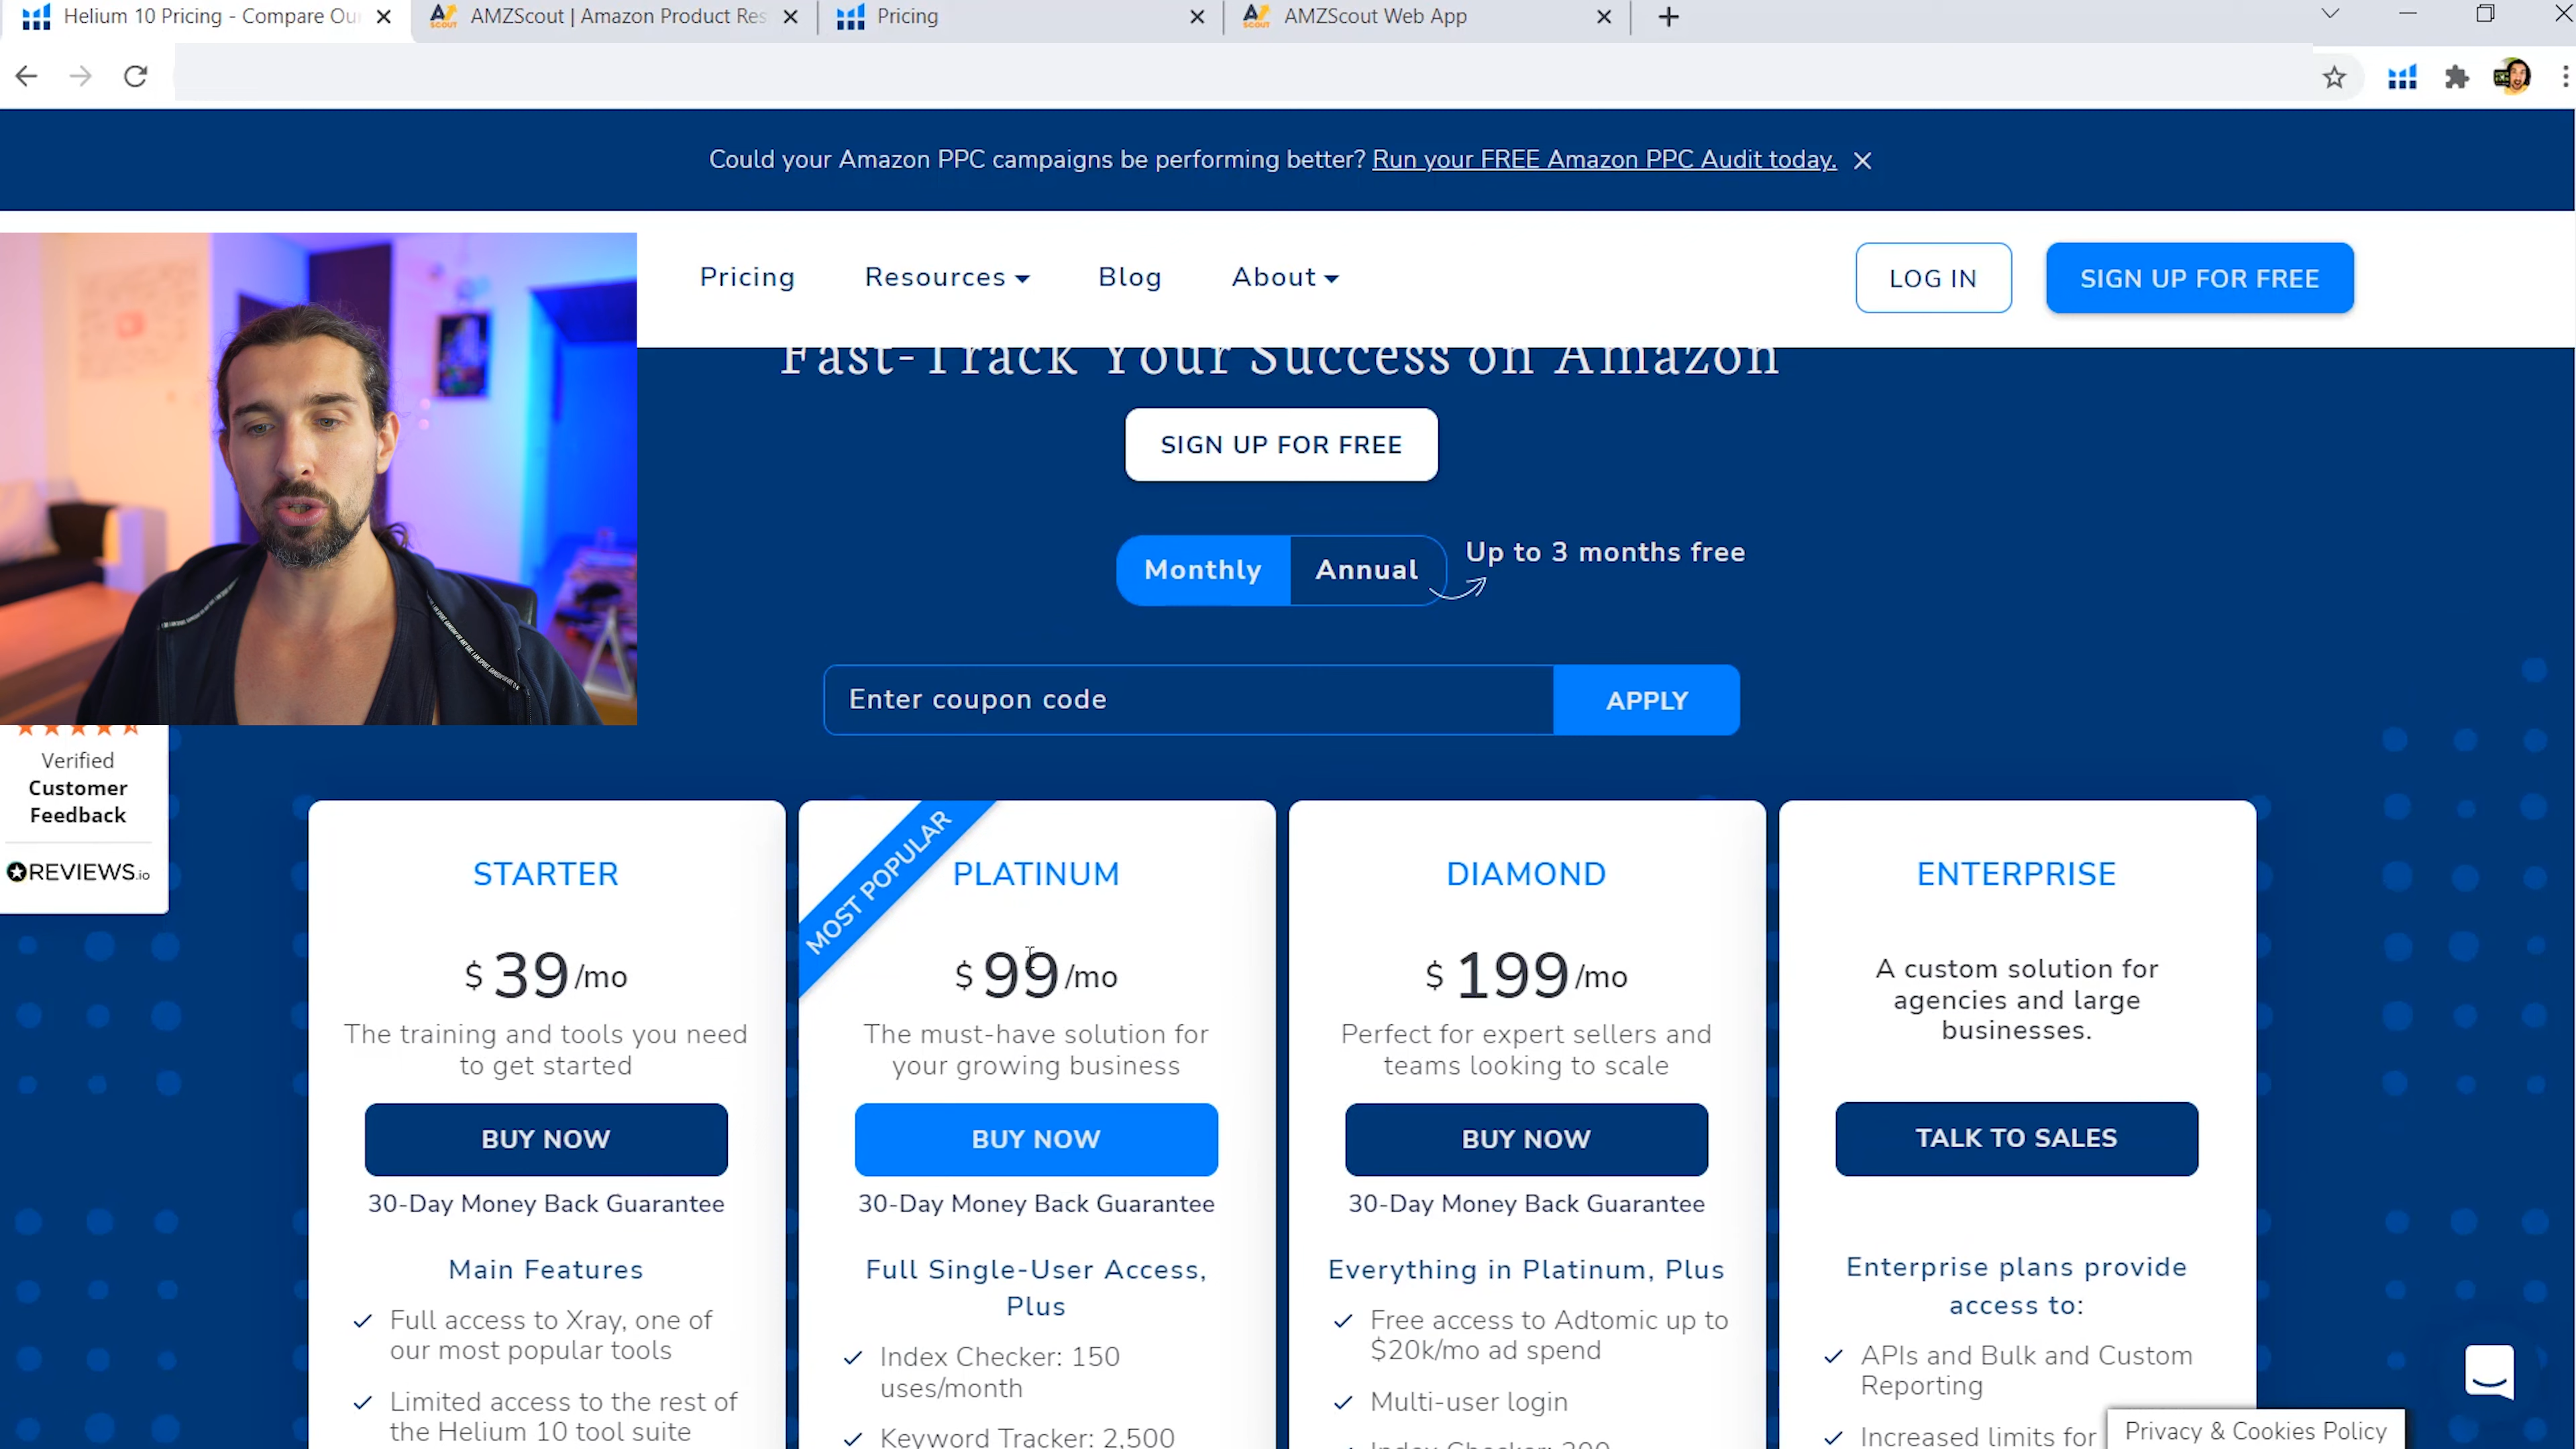 Helium 10 Pricing - Compare Ou
AMZScout | Amazon Product Res
Pricing
AMZScout Web App
Could your Amazon PPC campaigns be performing better? Run your FREE Amazon PPC Audit today.
Pricing
Resources
Blog
About
LOG IN
SIGN UP FOR FREE
Fast-Track Your Success on Amazon
SIGN UP FOR FREE
Monthly
Annual
Up to 3 months free
Enter coupon code
APPLY
Verified
Customer
Feedback
REVIEWS.io
STARTER
$ 39 /mo
The training and tools you need
to get started
BUY NOW
30-Day Money Back Guarantee
Main Features
Full access to Xray, one of
our most popular tools
Limited access to the rest of
the Helium 10 tool suite
MOST POPULAR
PLATINUM
$ 99 /mo
The must-have solution for
your growing business
BUY NOW
30-Day Money Back Guarantee
Full Single-User Access,
Plus
Index Checker: 150
uses/month
Keyword Tracker: 2,500
DIAMOND
$ 199 /mo
Perfect for expert sellers and
teams looking to scale
BUY NOW
30-Day Money Back Guarantee
Everything in Platinum, Plus
Free access to Adtomic up to
$20k/mo ad spend
Multi-user login
Index Checker: 300
ENTERPRISE
A custom solution for
agencies and large
businesses.
TALK TO SALES
Enterprise plans provide
access to:
APIs and Bulk and Custom
Reporting
Increased limits for
Privacy & Cookies Policy